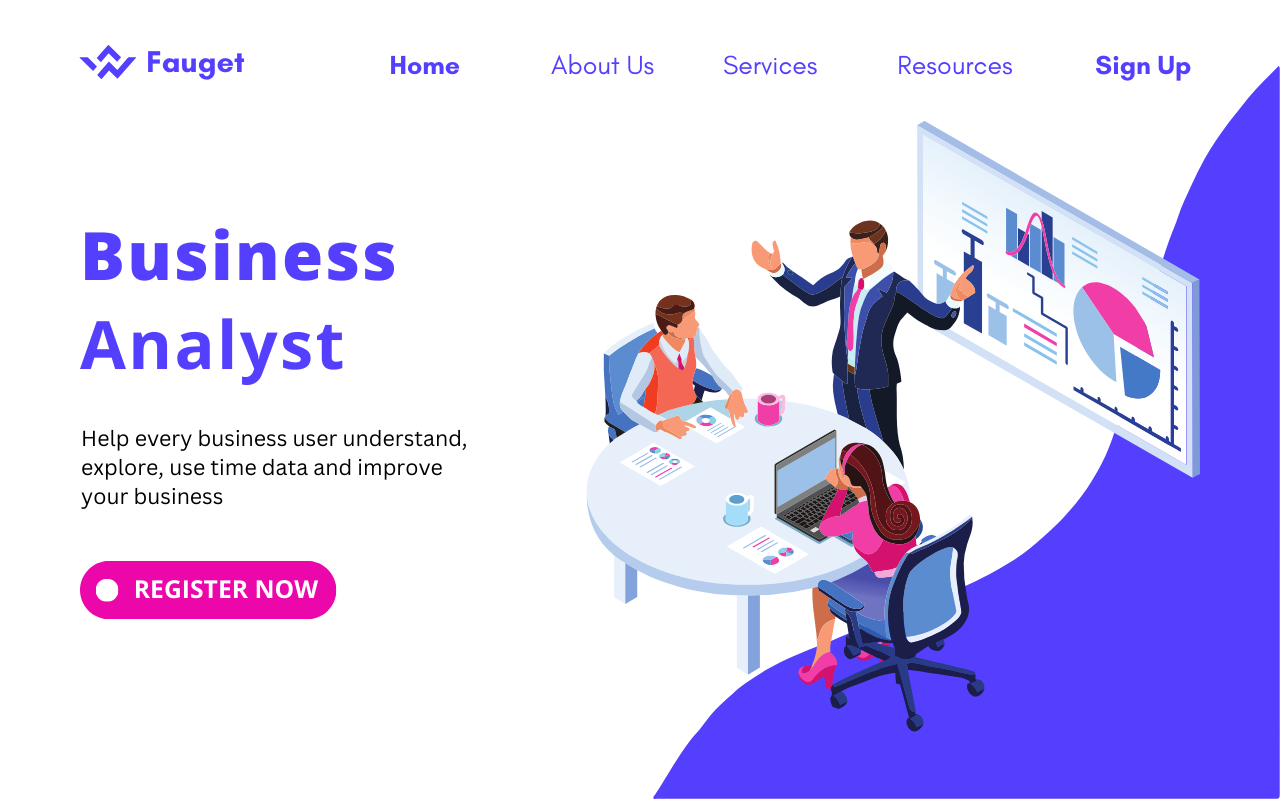 Fauget
Home About Us Services Resources Sign Up
Business
Analyst
Help every business user understand,
explore, use time data and improve
your business
REGISTER NOW